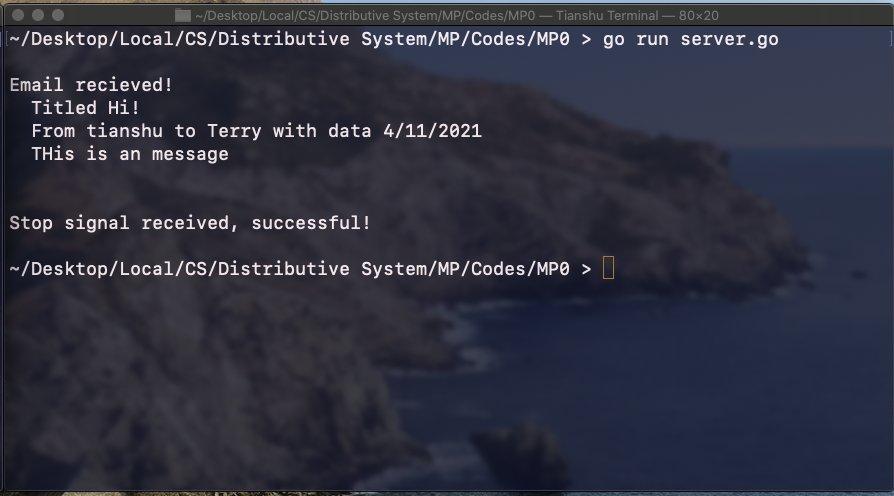 ~/Desktop/Local/CS/Distributive System/MP/Codes/MP0 — Tianshu Terminal — 80×20
[~/Desktop/Local/CS/Distributive System/MP/Codes/MP0 > go run server.go ]
Email recieved!
Titled Hi!
From tianshu to Terry with data 4/11/2021
THis is an message
Stop signal received, successful!
~/Desktop/Local/CS/Distributive System/MP/Codes/MP0 >